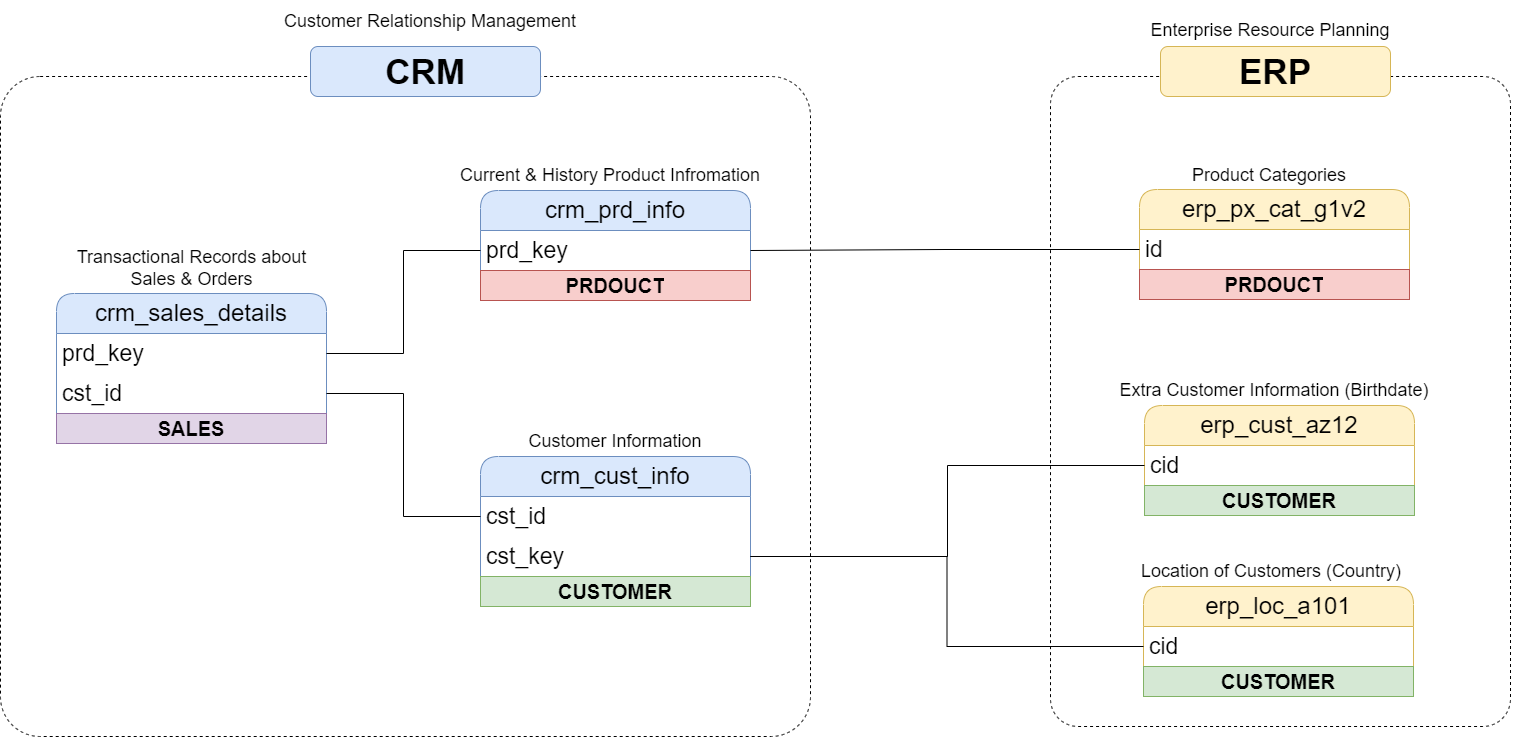 Customer Relationship Management
CRM
Enterprise Resource Planning
ERP
Current & History Product Infromation
crm_prd_info
prd_key
PRDOUCT
Product Categories
erp_px_cat_g1v2
id
PRDOUCT
Transactional Records about
Sales & Orders
crm_sales_details
prd_key
cst_id
SALES
Customer Information
crm_cust_info
cst_id
cst_key
CUSTOMER
Extra Customer Information (Birthdate)
erp_cust_az12
cid
CUSTOMER
Location of Customers (Country)
erp_loc_a101
cid
CUSTOMER